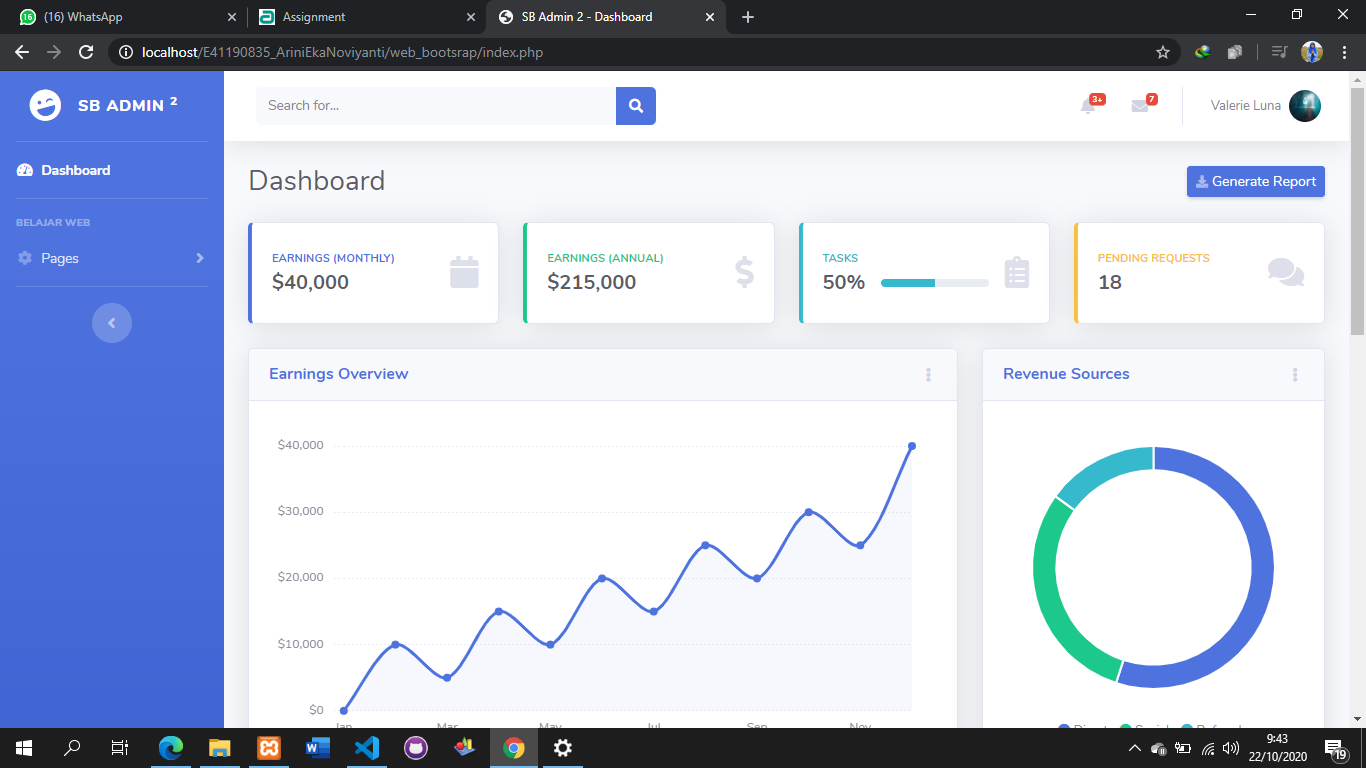 (16) WhatsApp
Assignment
SB Admin 2 - Dashboard
localhost/E41190835_AriniEkaNoviyanti/web_bootsrap/index.php
SB ADMIN 2
Search for...
3+
7
Valerie Luna
Dashboard
BELAJAR WEB
Pages
Dashboard
Generate Report
EARNINGS (MONTHLY)
$40,000
EARNINGS (ANNUAL)
$215,000
TASKS
50%
PENDING REQUESTS
18
Earnings Overview
$40,000
$30,000
$20,000
$10,000
$0
Jan Mar May Jul Sep Nov
Revenue Sources
9:43
22/10/2020
19